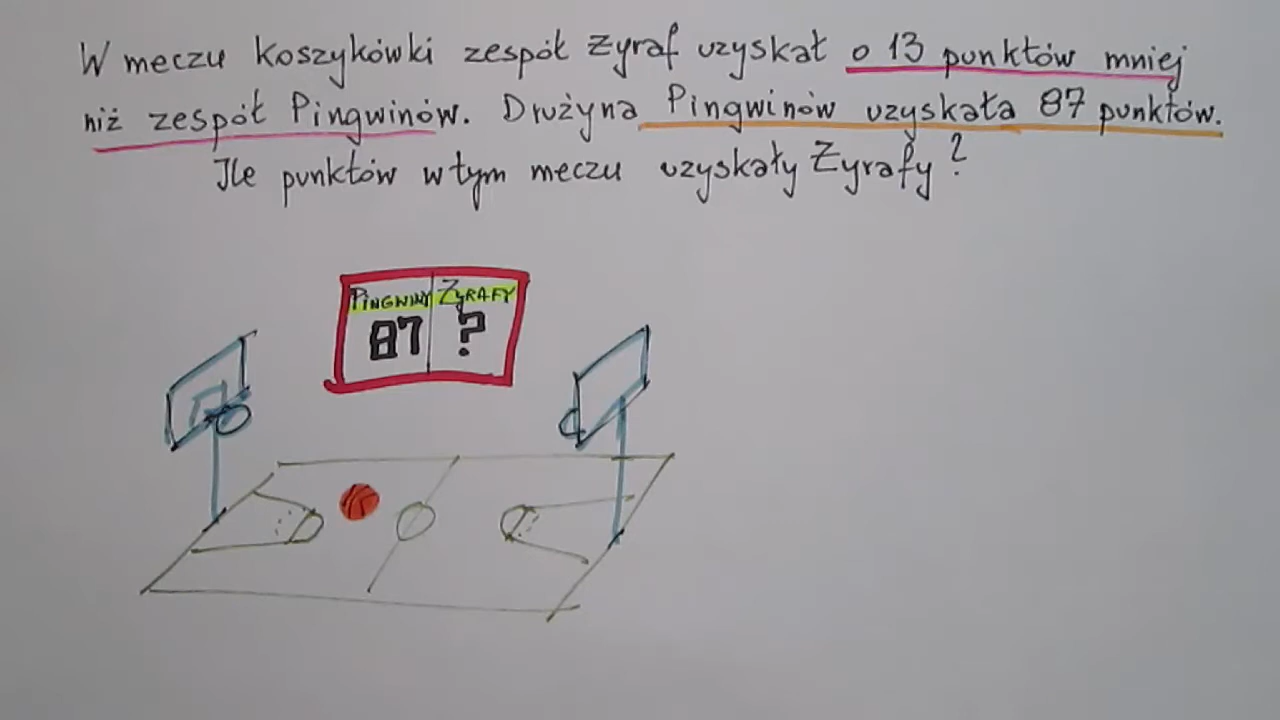 W meczu koszykówki zespół Żyraf uzyskał o 13 punktów mniej
niż zespół Pingwinów. Drużyna Pingwinów uzyskała 87 punktów.
Ile punktów w tym meczu uzyskały Żyrafy?
PINGWINY ŻYRAFY
87 ?